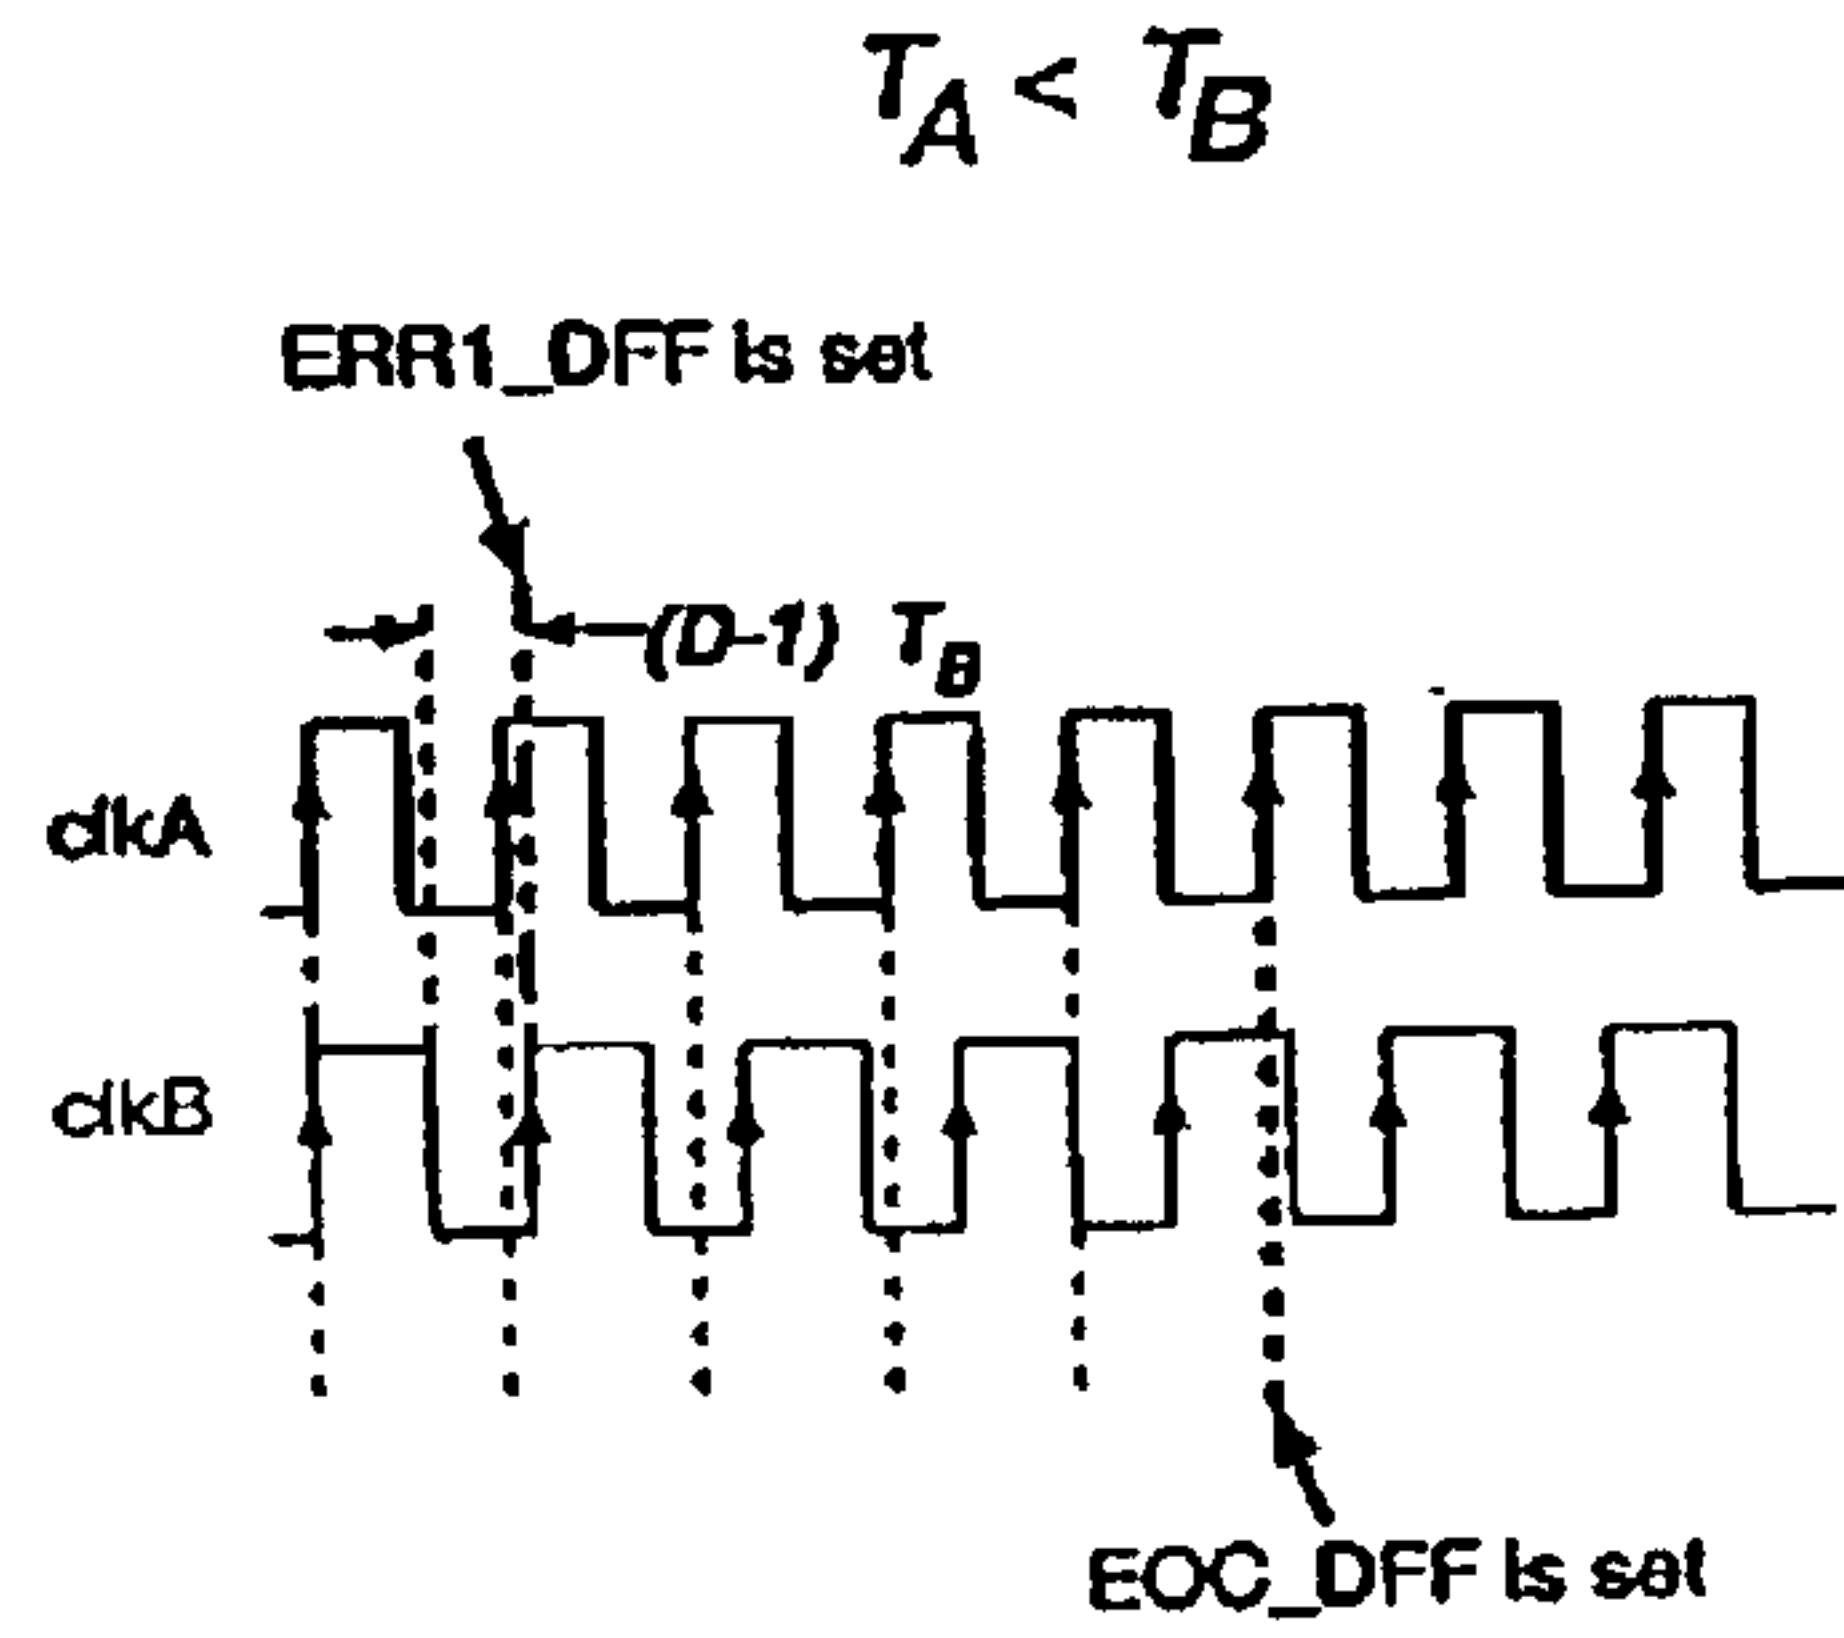 T_A < T_B
ERR1_DFF is set
(D-1) T_B
clkA
clkB
EOC_DFF is set